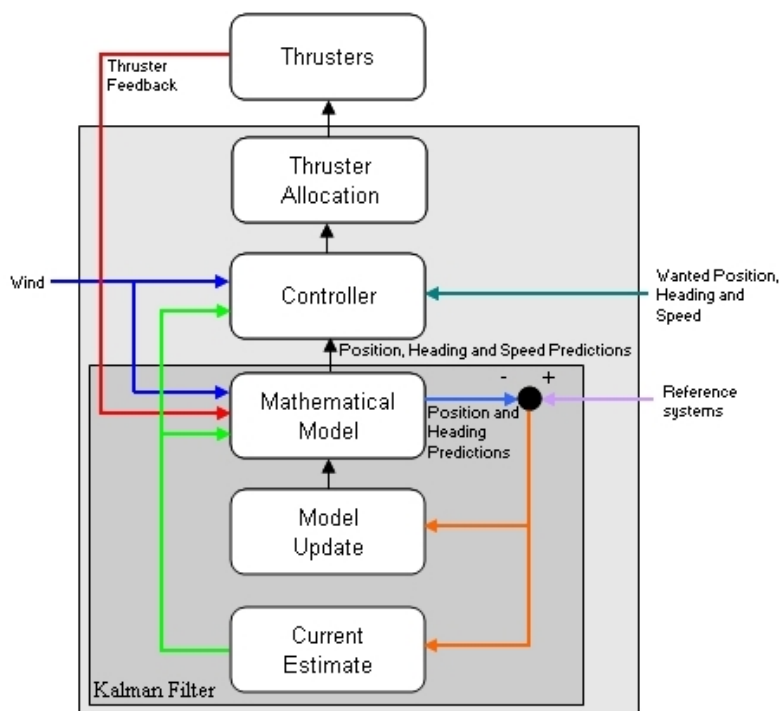 Thrusters
Thruster
Feedback
Thruster
Allocation
Wind
Controller
Wanted Position,
Heading and
Speed
Position, Heading and Speed Predictions
Mathematical
Model
- +
Position and
Heading
Predictions
Reference
systems
Model
Update
Current
Estimate
Kalman Filter